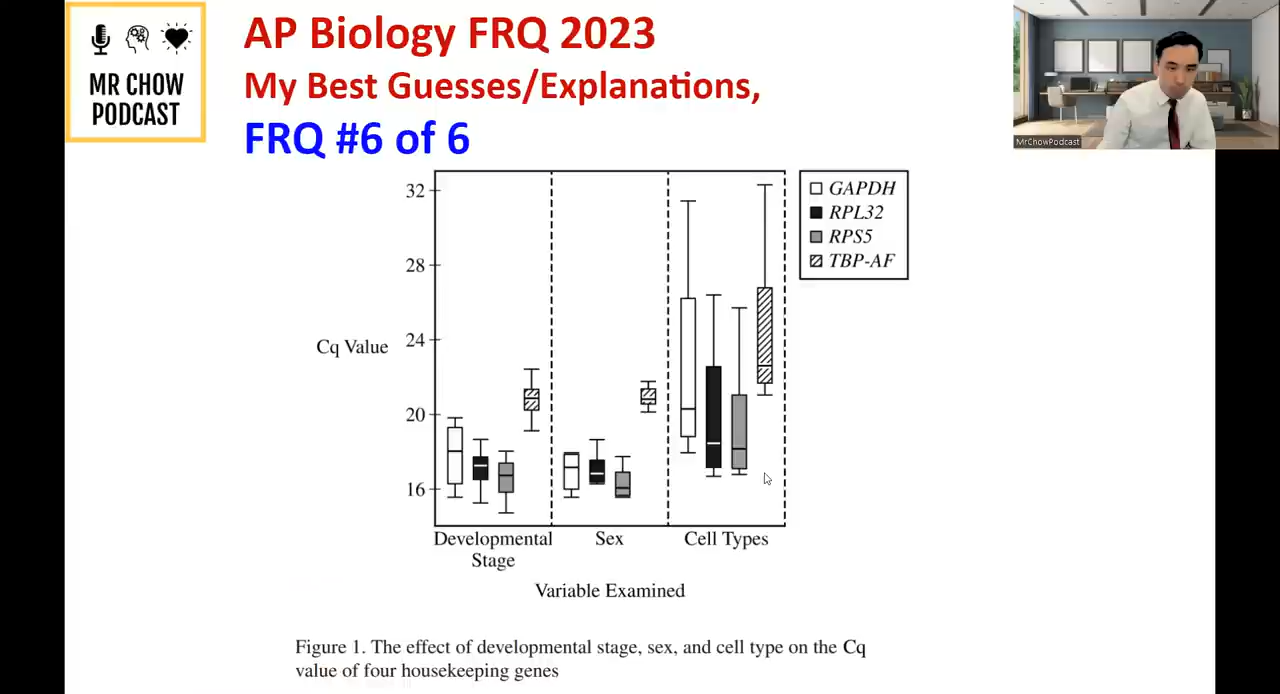 MR CHOW
PODCAST
AP Biology FRQ 2023
My Best Guesses/Explanations,
FRQ #6 of 6
MrChowPodcast
32
28
24
20
16
Cq Value
GAPDH
RPL32
RPS5
TBP-AF
Developmental
Stage
Sex
Cell Types
Variable Examined
Figure 1. The effect of developmental stage, sex, and cell type on the Cq
value of four housekeeping genes